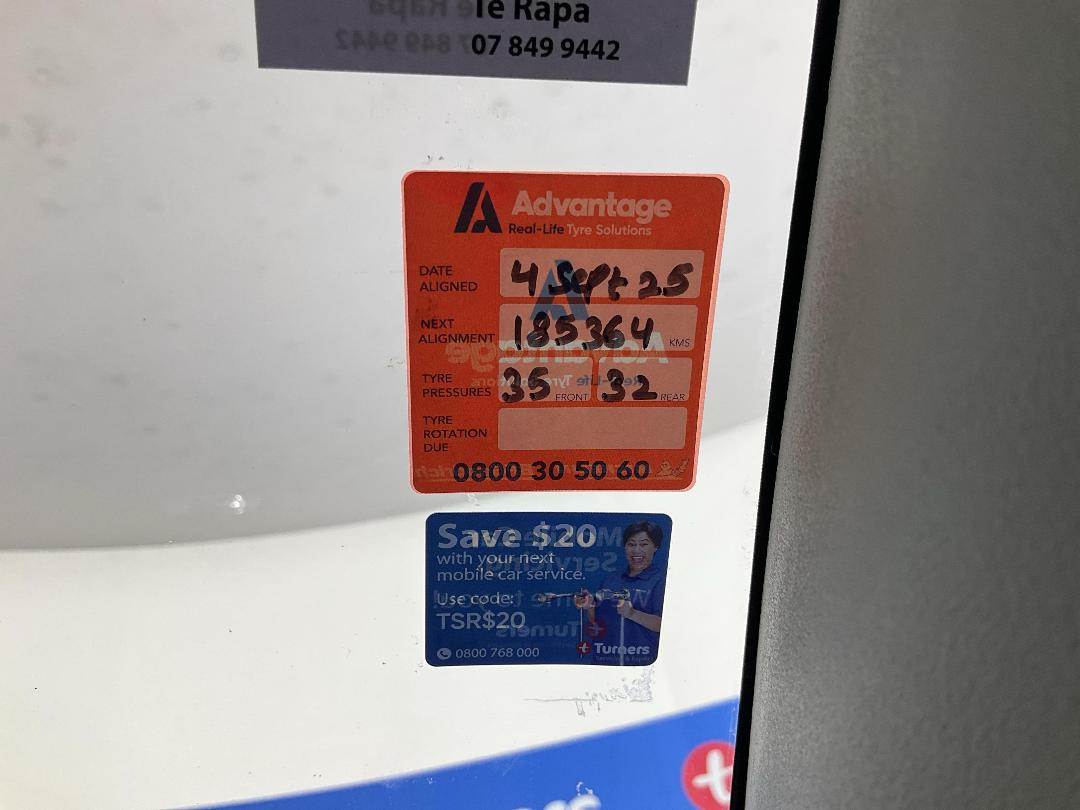 Te Rapa
07 849 9442
Advantage
Real-Life Tyre Solutions
DATE ALIGNED 4 Sept 25
NEXT ALIGNMENT 185364 KMS
TYRE PRESSURES 35 FRONT 32 REAR
TYRE ROTATION DUE
0800 30 50 60
Save $20
with your next
mobile car service.
Use code:
TSR$20
0800 768 000
Turners